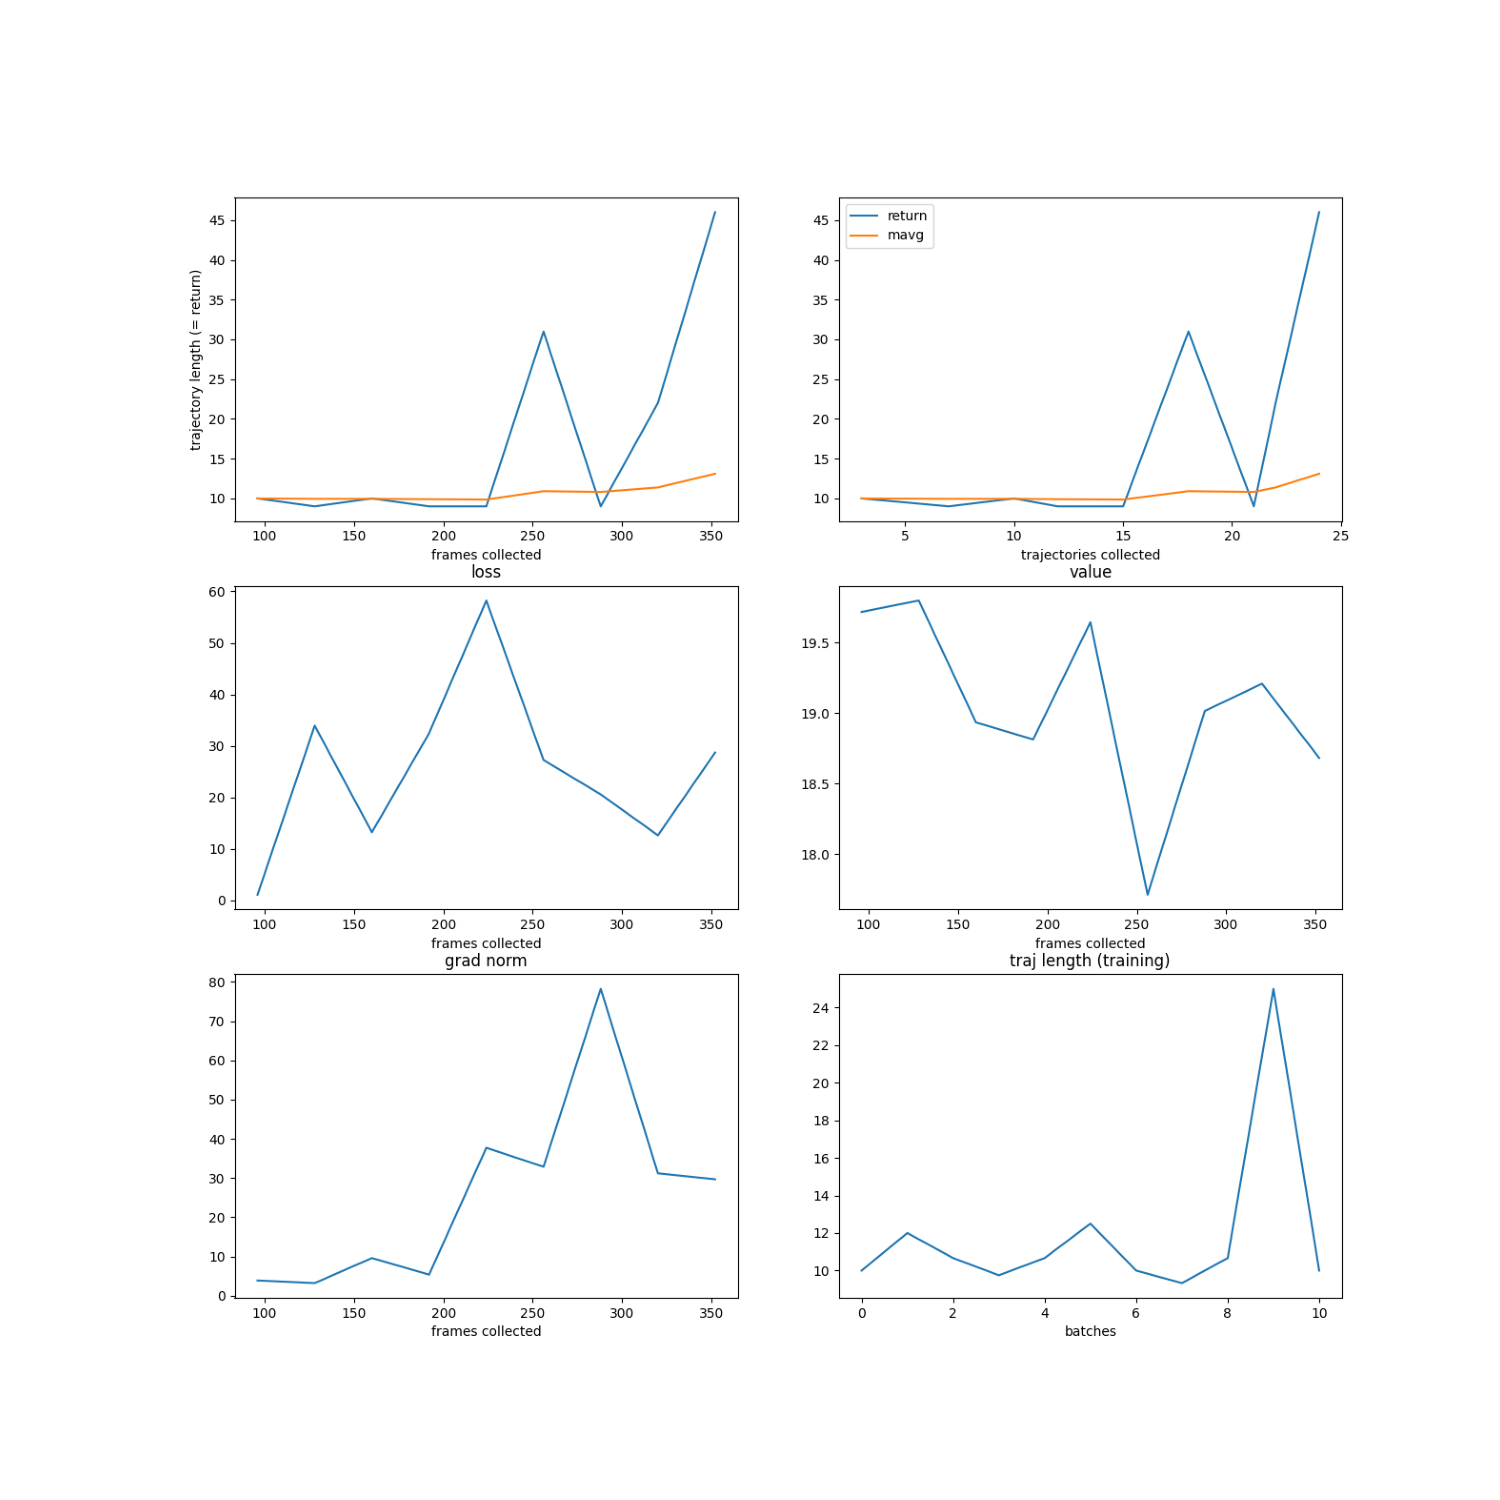 45
40
35
30
25
20
15
10
trajectory length (= return)
100 150 200 250 300 350
frames collected
return
mavg
45
40
35
30
25
20
15
10
5 10 15 20 25
trajectories collected
loss
60
50
40
30
20
10
0
100 150 200 250 300 350
frames collected
value
19.5
19.0
18.5
18.0
100 150 200 250 300 350
frames collected
grad norm
80
70
60
50
40
30
20
10
0
100 150 200 250 300 350
frames collected
traj length (training)
24
22
20
18
16
14
12
10
0 2 4 6 8 10
batches